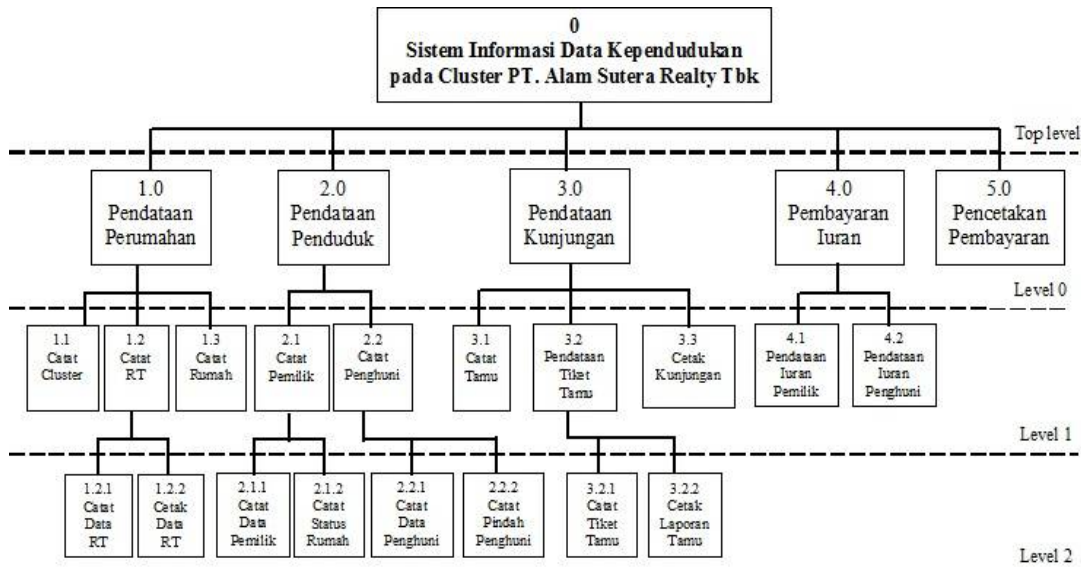 0
Sistem Informasi Data Kependudukan
pada Cluster PT. Alam Sutera Realty Tbk
Top level
1.0
Pendataan
Perumahan
2.0
Pendataan
Penduduk
3.0
Pendataan
Kunjungan
4.0
Pembayaran
Iuran
5.0
Pencetakan
Pembayaran
Level 0
1.1
Catat
Cluster
1.2
Catat
RT
1.3
Catat
Rumah
2.1
Catat
Pemilik
2.2
Catat
Penghuni
3.1
Catat
Tamu
3.2
Pendataan
Tiket
Tamu
3.3
Cetak
Kunjungan
4.1
Pendataan
Iuran
Pemilik
4.2
Pendataan
Iuran
Penghuni
Level 1
1.2.1
Catat
Data
RT
1.2.2
Cetak
Data
RT
2.1.1
Catat
Data
Pemilik
2.1.2
Catat
Status
Rumah
2.2.1
Catat
Data
Penghuni
2.2.2
Catat
Pindah
Penghuni
3.2.1
Catat
Tiket
Tamu
3.2.2
Cetak
Laporan
Tamu
Level 2